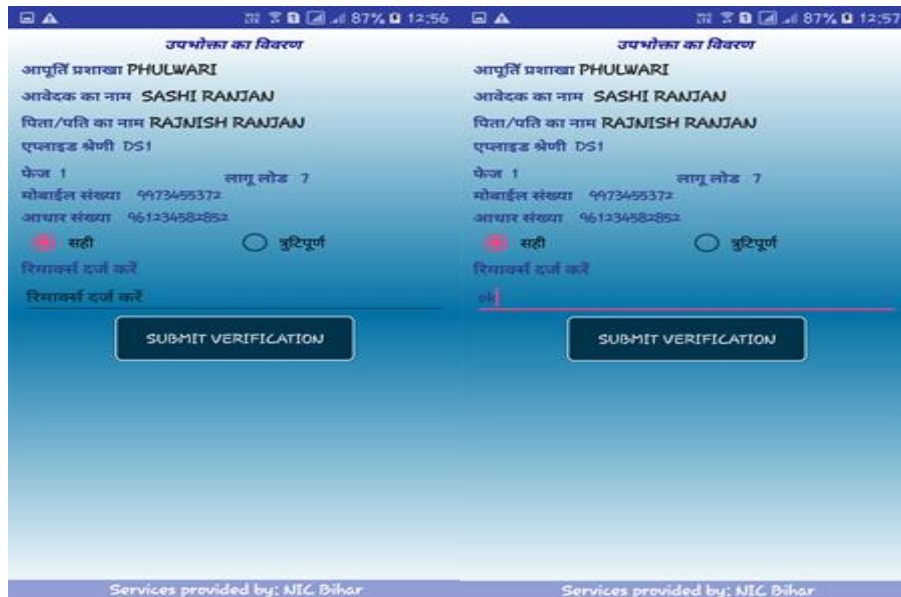 87% 12:56
उपभोक्ता का विवरण
आपूर्ति प्रशाखा PHULWARI
आवेदक का नाम SASHI RANJAN
पिता/पति का नाम RAJNISH RANJAN
एप्लाइड श्रेणी DS1
फेज 1 लागू लोड 7
मोबाईल संख्या 9973455372
आधार संख्या 961234582852
सही त्रुटिपूर्ण
रिमार्क्स दर्ज करें
रिमार्क्स दर्ज करें
SUBMIT VERIFICATION
Services provided by: NIC Bihar
87% 12:57
उपभोक्ता का विवरण
आपूर्ति प्रशाखा PHULWARI
आवेदक का नाम SASHI RANJAN
पिता/पति का नाम RAJNISH RANJAN
एप्लाइड श्रेणी DS1
फेज 1 लागू लोड 7
मोबाईल संख्या 9973455372
आधार संख्या 961234582852
सही त्रुटिपूर्ण
रिमार्क्स दर्ज करें
ok
SUBMIT VERIFICATION
Services provided by: NIC Bihar